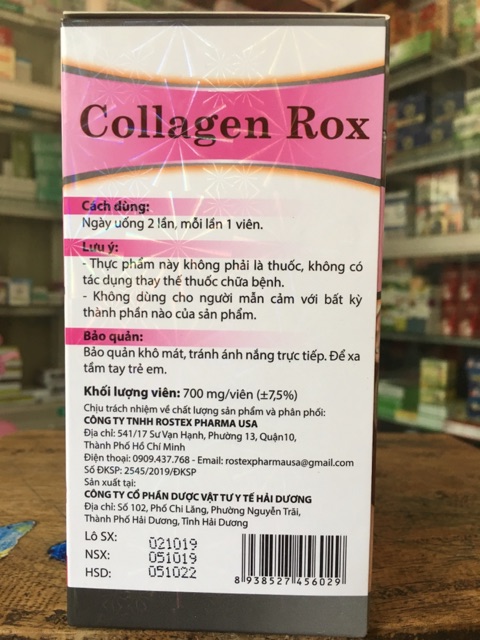 Collagen Rox
Cách dùng:
Ngày uống 2 lần, mỗi lần 1 viên.
Lưu ý:
- Thực phẩm này không phải là thuốc, không có
tác dụng thay thế thuốc chữa bệnh.
- Không dùng cho người mẫn cảm với bất kỳ
thành phần nào của sản phẩm.
Bảo quản:
Bảo quản khô mát, tránh ánh nắng trực tiếp. Để xa
tầm tay trẻ em.
Khối lượng viên: 700 mg/viên (±7,5%)
Chịu trách nhiệm về chất lượng sản phẩm và phân phối:
CÔNG TY TNHH ROSTEX PHARMA USA
Địa chỉ: 541/17 Sư Vạn Hạnh, Phường 13, Quận10,
Thành Phố Hồ Chí Minh
Điện thoại: 0909.437.768 - Email: rostexpharmausa@gmail.com
Số ĐKSP: 2545/2019/ĐKSP
Sản xuất tại:
CÔNG TY CỔ PHẦN DƯỢC VẬT TƯ Y TẾ HẢI DƯƠNG
Địa chỉ: Số 102, Phố Chi Lăng, Phường Nguyễn Trãi,
Thành Phố Hải Dương, Tỉnh Hải Dương
Lô SX: 021019
NSX: 051019
HSD: 051022
8 938527 456029